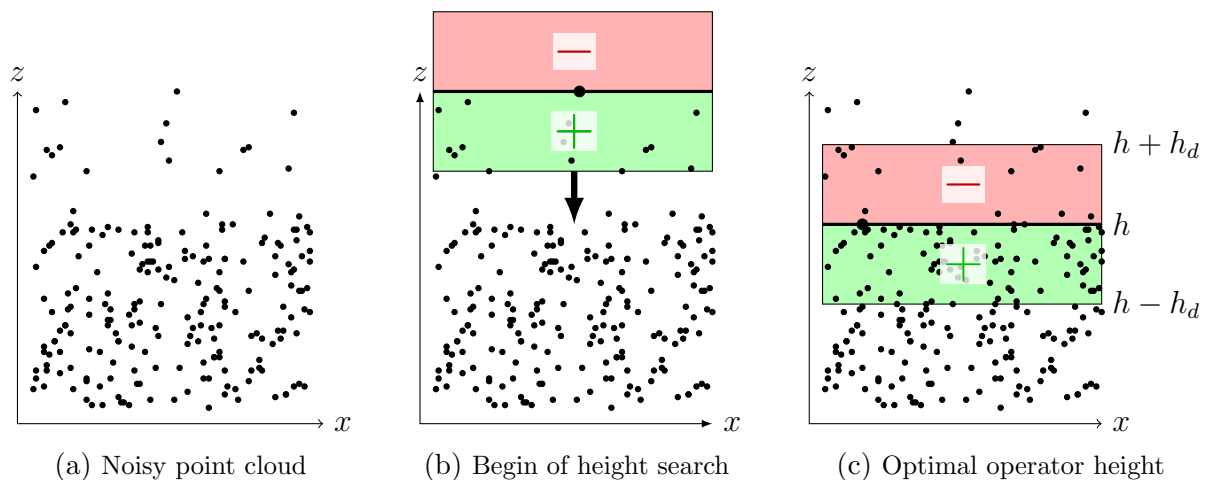 z
x
(a) Noisy point cloud
z
−
+
x
(b) Begin of height search
z
−
+
h + h_d
h
h − h_d
x
(c) Optimal operator height